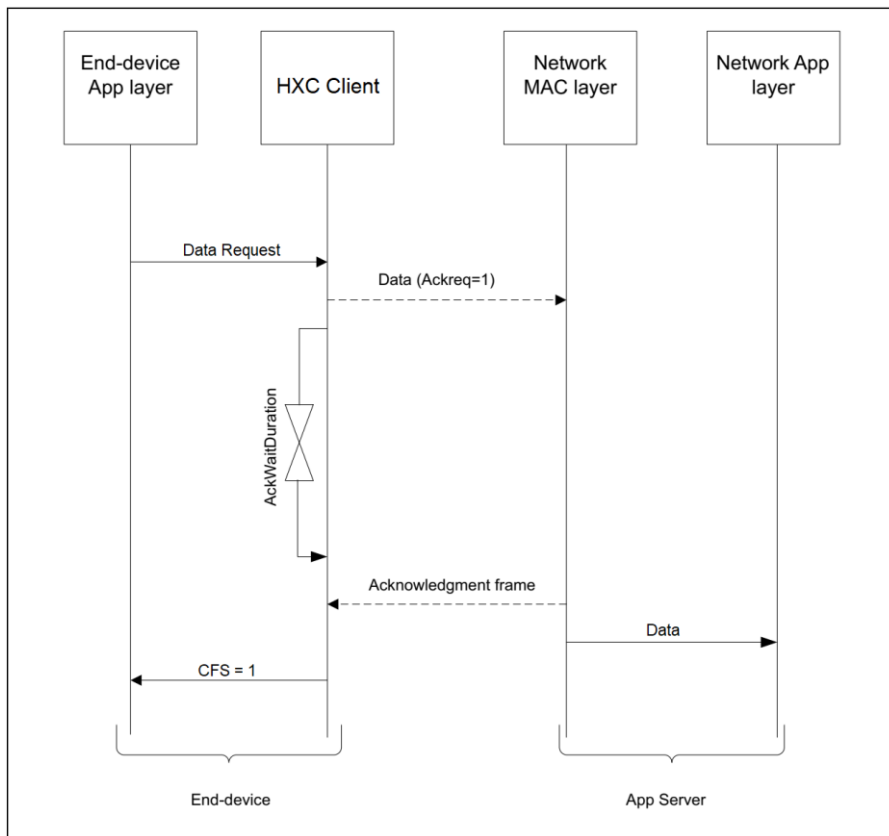 End-device
App layer
HXC Client
Network
MAC layer
Network App
layer
Data Request
Data (Ackreq=1)
AckWaitDuration
Acknowledgment frame
Data
CFS = 1
End-device
App Server